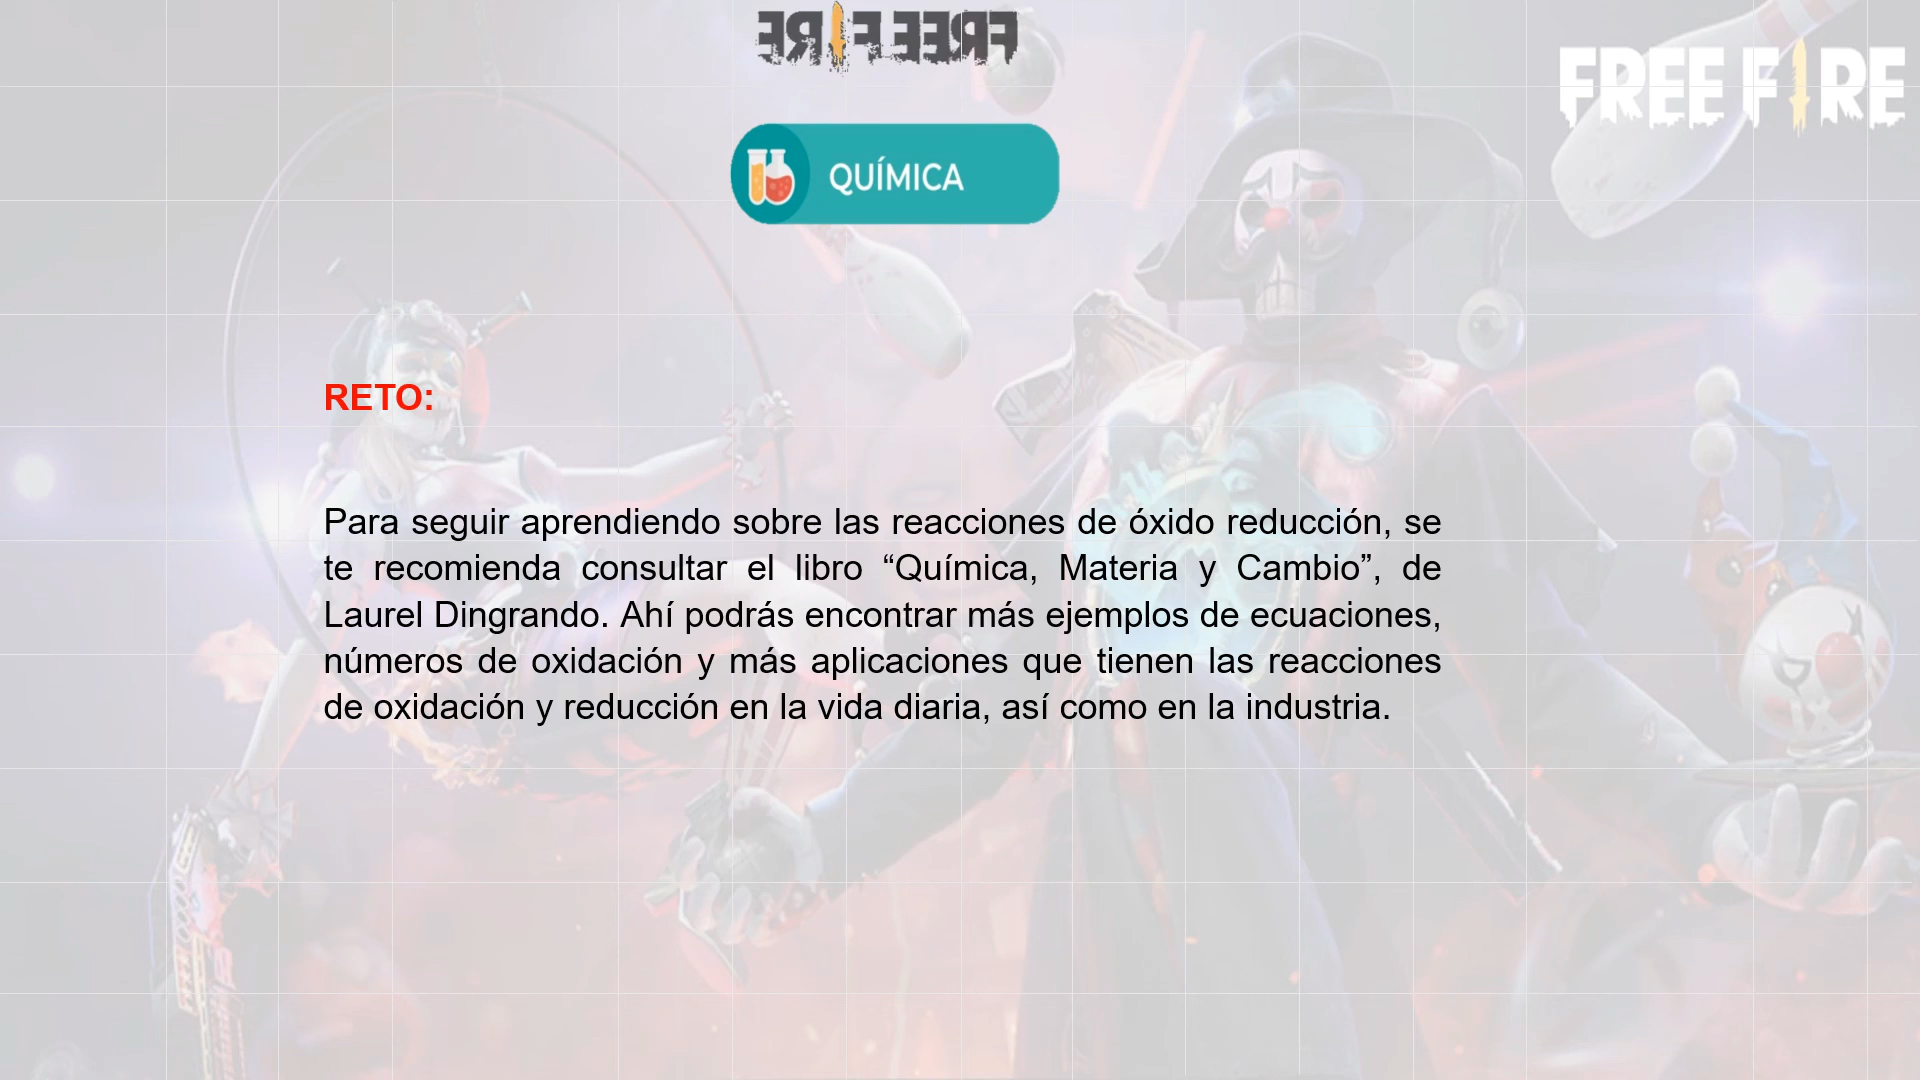 FREE FIRE
FREE FIRE
QUÍMICA
RETO:
Para seguir aprendiendo sobre las reacciones de óxido reducción, se
te recomienda consultar el libro “Química, Materia y Cambio”, de
Laurel Dingrando. Ahí podrás encontrar más ejemplos de ecuaciones,
números de oxidación y más aplicaciones que tienen las reacciones
de oxidación y reducción en la vida diaria, así como en la industria.